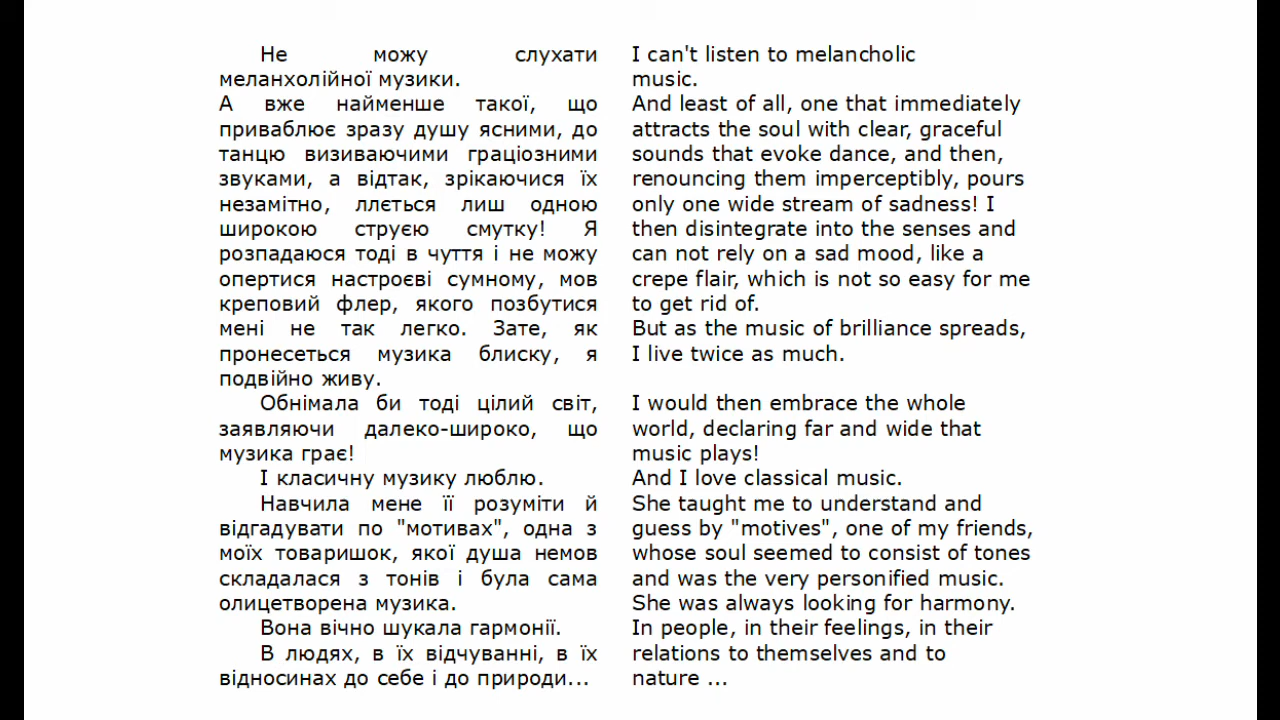 Не можу слухати
меланхолійної музики.
А вже найменше такої, що
приваблює зразу душу ясними, до
танцю визиваючими граціозними
звуками, а відтак, зрікаючися їх
незамітно, ллється лиш одною
широкою струєю смутку! Я
розпадаюся тоді в чуття і не можу
опертися настроєві сумному, мов
креповий флер, якого позбутися
мені не так легко. Зате, як
пронесеться музика блиску, я
подвійно живу.
Обнімала би тоді цілий світ,
заявляючи далеко-широко, що
музика грає!
І класичну музику люблю.
Навчила мене її розуміти й
відгадувати по "мотивах", одна з
моїх товаришок, якої душа немов
складалася з тонів і була сама
олицетворена музика.
Вона вічно шукала гармонії.
В людях, в їх відчуванні, в їх
відносинах до себе і до природи...
I can't listen to melancholic
music.
And least of all, one that immediately
attracts the soul with clear, graceful
sounds that evoke dance, and then,
renouncing them imperceptibly, pours
only one wide stream of sadness! I
then disintegrate into the senses and
can not rely on a sad mood, like a
crepe flair, which is not so easy for me
to get rid of.
But as the music of brilliance spreads,
I live twice as much.
I would then embrace the whole
world, declaring far and wide that
music plays!
And I love classical music.
She taught me to understand and
guess by "motives", one of my friends,
whose soul seemed to consist of tones
and was the very personified music.
She was always looking for harmony.
In people, in their feelings, in their
relations to themselves and to
nature ...